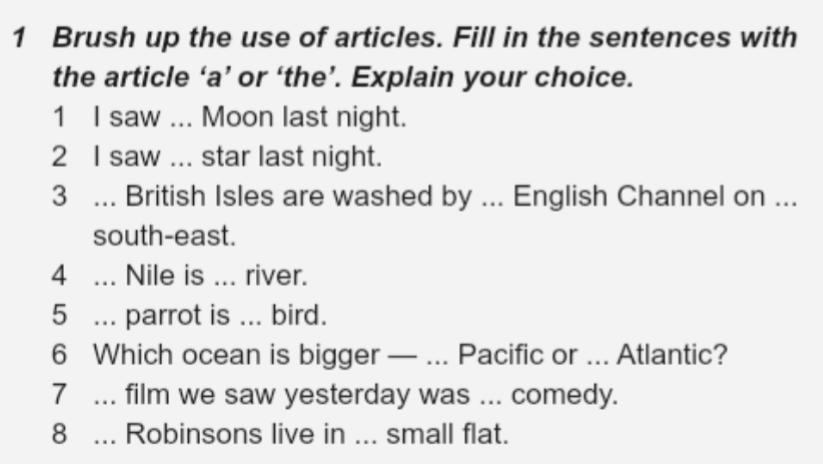 1 Brush up the use of articles. Fill in the sentences with
the article ‘a’ or ‘the’. Explain your choice.
1 I saw ... Moon last night.
2 I saw ... star last night.
3 ... British Isles are washed by ... English Channel on ...
south-east.
4 ... Nile is ... river.
5 ... parrot is ... bird.
6 Which ocean is bigger — ... Pacific or ... Atlantic?
7 ... film we saw yesterday was ... comedy.
8 ... Robinsons live in ... small flat.